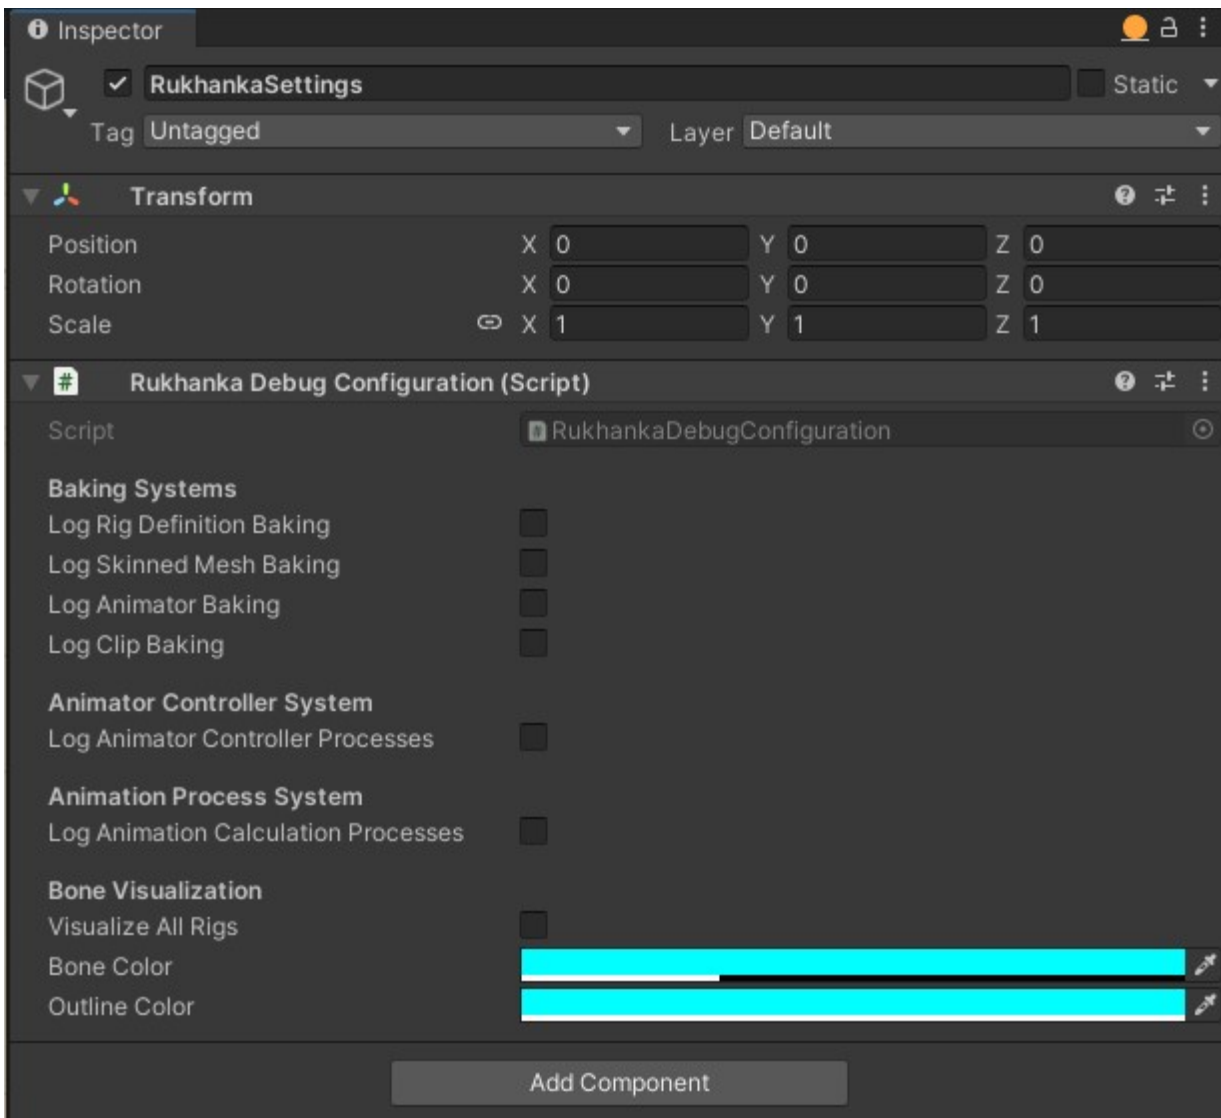 Inspector
RukhankaSettings Static
Tag Untagged Layer Default
Transform
Position X 0 Y 0 Z 0
Rotation X 0 Y 0 Z 0
Scale X 1 Y 1 Z 1
# Rukhanka Debug Configuration (Script)
Script # RukhankaDebugConfiguration
Baking Systems
Log Rig Definition Baking
Log Skinned Mesh Baking
Log Animator Baking
Log Clip Baking
Animator Controller System
Log Animator Controller Processes
Animation Process System
Log Animation Calculation Processes
Bone Visualization
Visualize All Rigs
Bone Color
Outline Color
Add Component